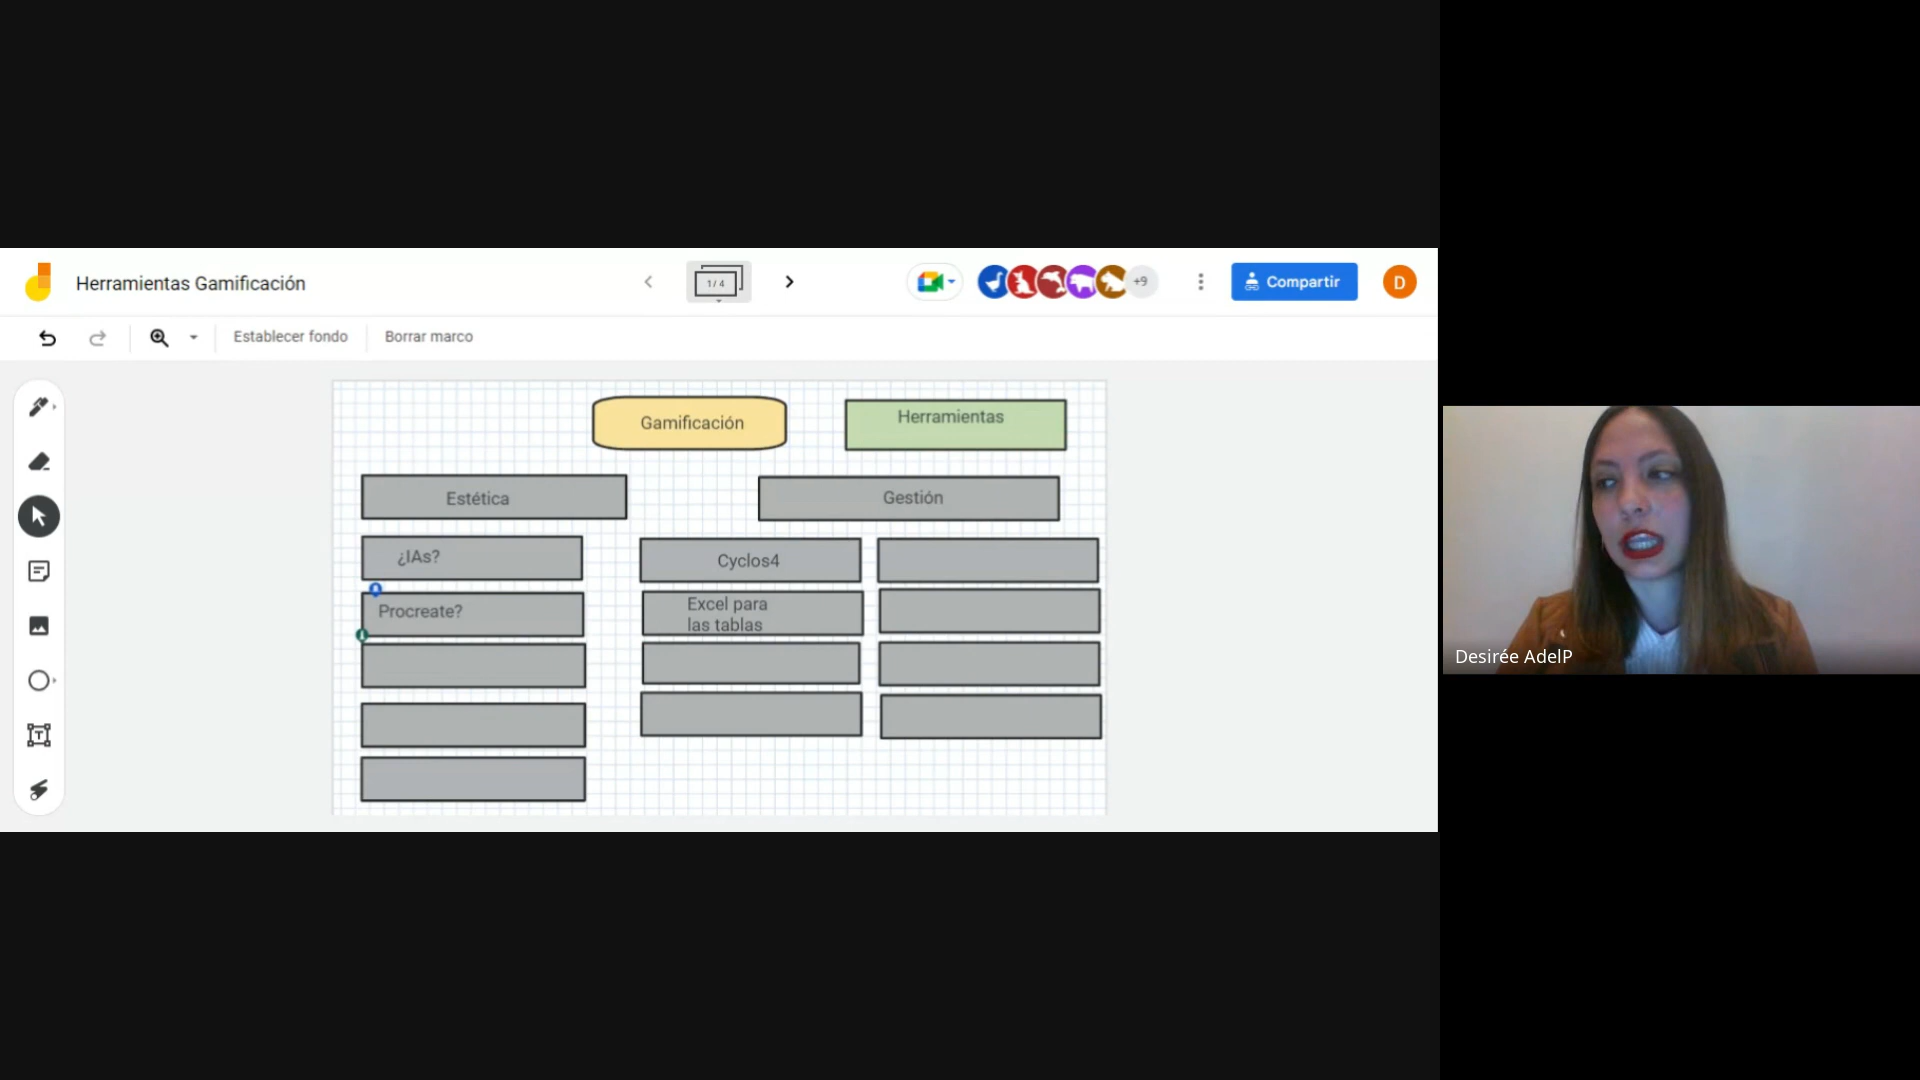 Herramientas Gamificación
1 / 4
+9
Compartir
D
Establecer fondo
Borrar marco
Gamificación
Herramientas
Estética
Gestión
¿IAs?
Cyclos4
Procreate?
Excel para
las tablas
Desirée AdelP